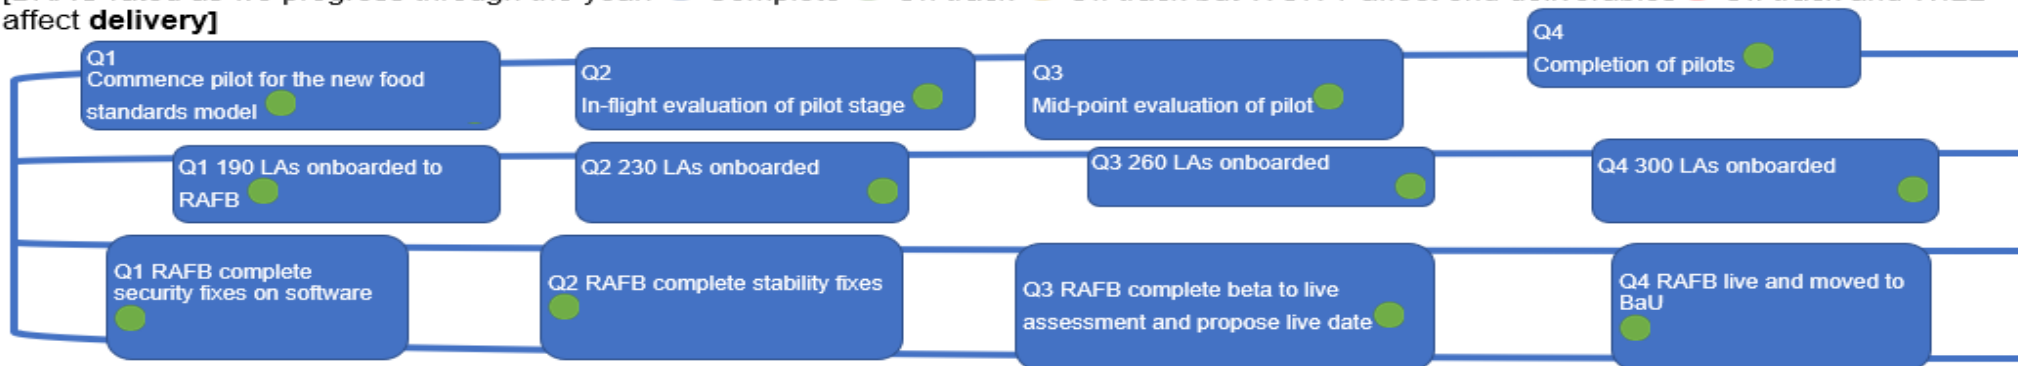 affect delivery]
Q1
Commence pilot for the new food
standards model
Q2
In-flight evaluation of pilot stage
Q3
Mid-point evaluation of pilot
Q4
Completion of pilots
Q1 190 LAs onboarded to
RAFB
Q2 230 LAs onboarded
Q3 260 LAs onboarded
Q4 300 LAs onboarded
Q1 RAFB complete
security fixes on software
Q2 RAFB complete stability fixes
Q3 RAFB complete beta to live
assessment and propose live date
Q4 RAFB live and moved to
BaU